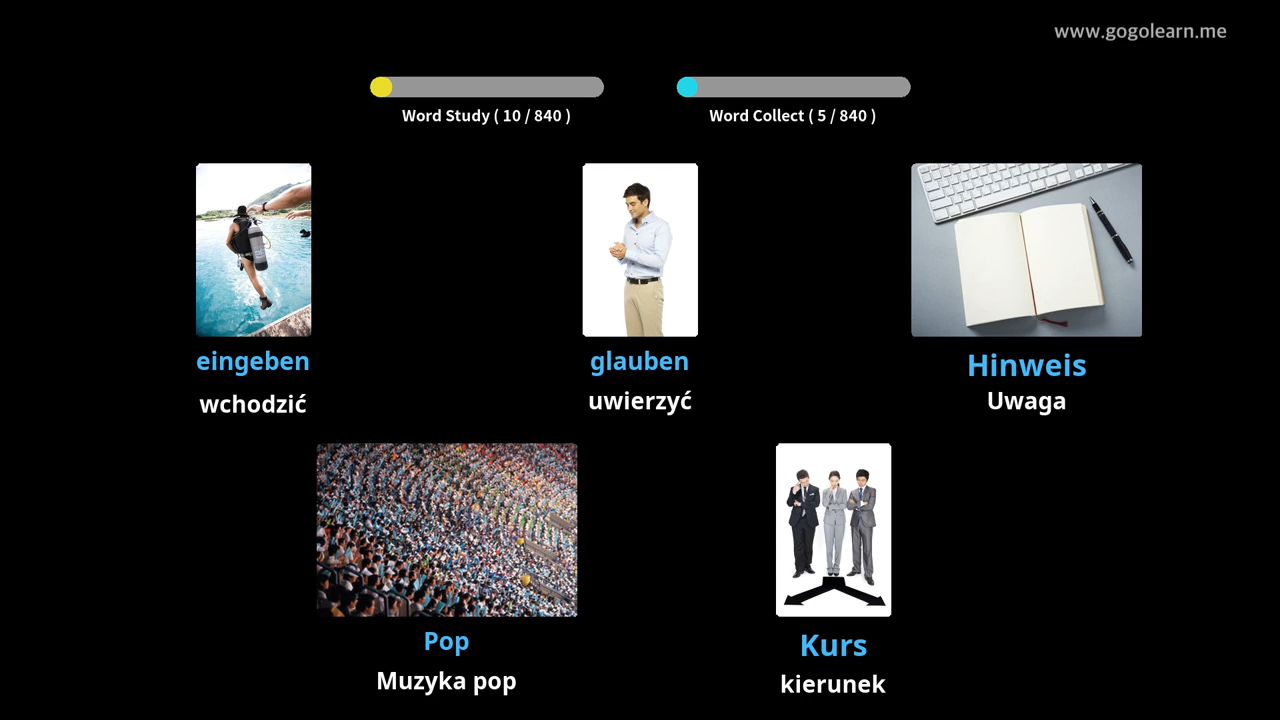 www.gogolearn.me
Word Study ( 10 / 840 )
Word Collect ( 5 / 840 )
eingeben
wchodzić
glauben
uwierzyć
Hinweis
Uwaga
Pop
Muzyka pop
Kurs
kierunek